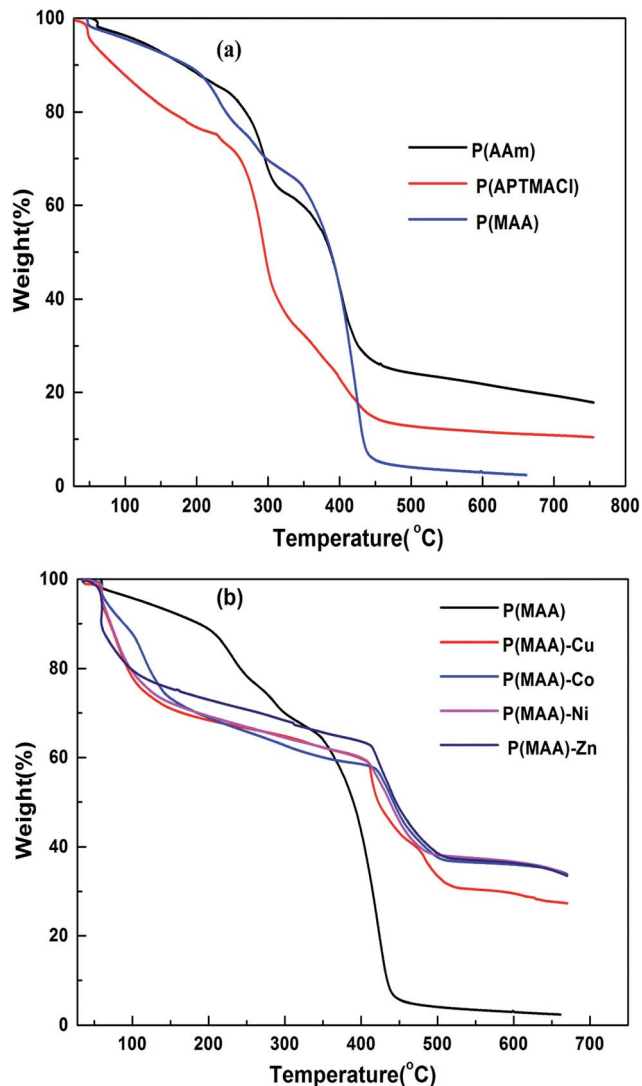 100
80
60
40
20
0
Weight(%)
(a)
P(AAm)
P(APTMACl)
P(MAA)
100
200
300
400
500
600
700
800
Temperature(°C)
100
80
60
40
20
0
Weight(%)
(b)
P(MAA)
P(MAA)-Cu
P(MAA)-Co
P(MAA)-Ni
P(MAA)-Zn
100
200
300
400
500
600
700
Temperature(°C)